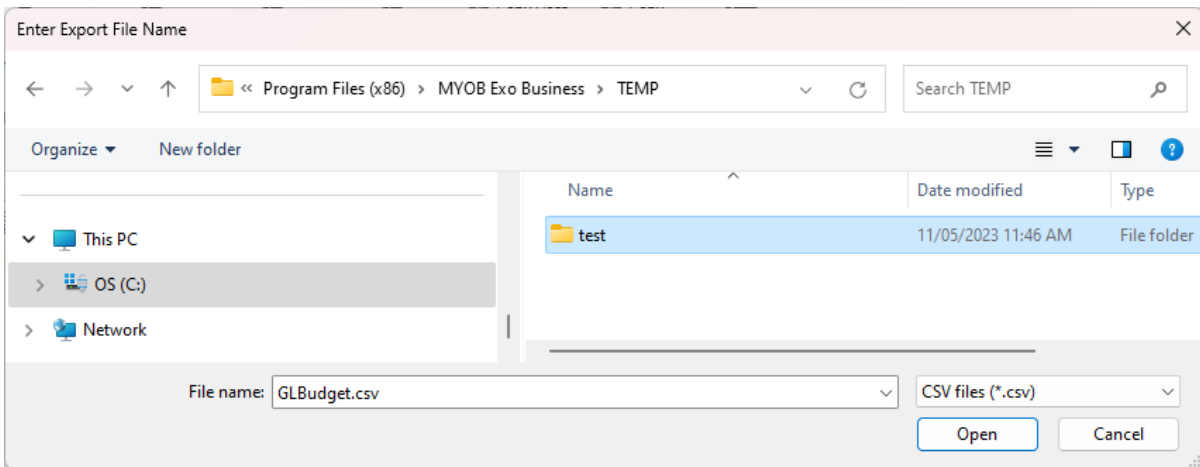 Enter Export File Name
« Program Files (x86) > MYOB Exo Business > TEMP
Search TEMP
Organize
New folder
Name
Date modified
Type
This PC
test
11/05/2023 11:46 AM
File folder
OS (C:)
Network
File name:
GLBudget.csv
CSV files (*.csv)
Open
Cancel